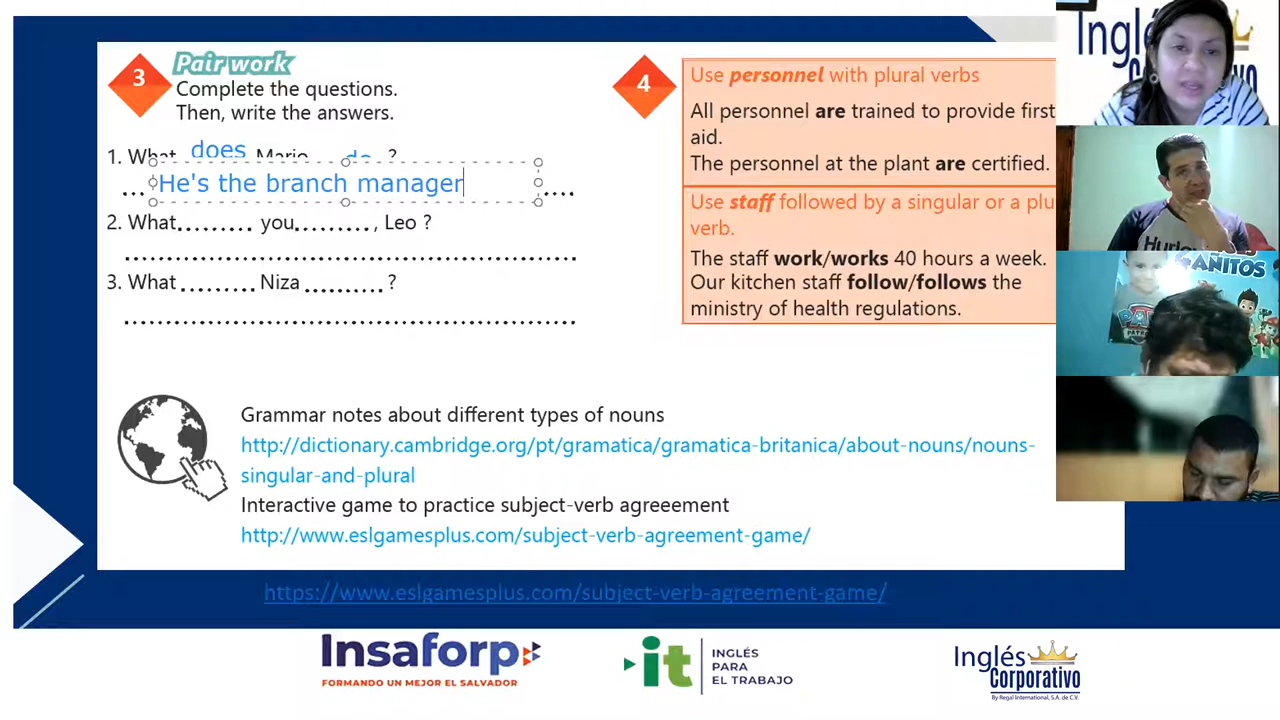 3
Pair work
Complete the questions.
Then, write the answers.
1. What does Mario do ?
... He's the branch manager ....
2. What......... you........., Leo ?
3. What ......... Niza .......... ?
4
Use personnel with plural verbs
All personnel are trained to provide first
aid.
The personnel at the plant are certified.
Use staff followed by a singular or a plu
verb.
The staff work/works 40 hours a week.
Our kitchen staff follow/follows the
ministry of health regulations.
Grammar notes about different types of nouns
http://dictionary.cambridge.org/pt/gramatica/gramatica-britanica/about-nouns/nouns-
singular-and-plural
Interactive game to practice subject-verb agreeement
http://www.eslgamesplus.com/subject-verb-agreement-game/
https://www.eslgamesplus.com/subject-verb-agreement-game/
Insaforp
FORMANDO UN MEJOR EL SALVADOR
it
INGLÉS
PARA
EL TRABAJO
Inglés
Corporativo
By Regal International, S.A. de C.V.
Inglés
Hurley